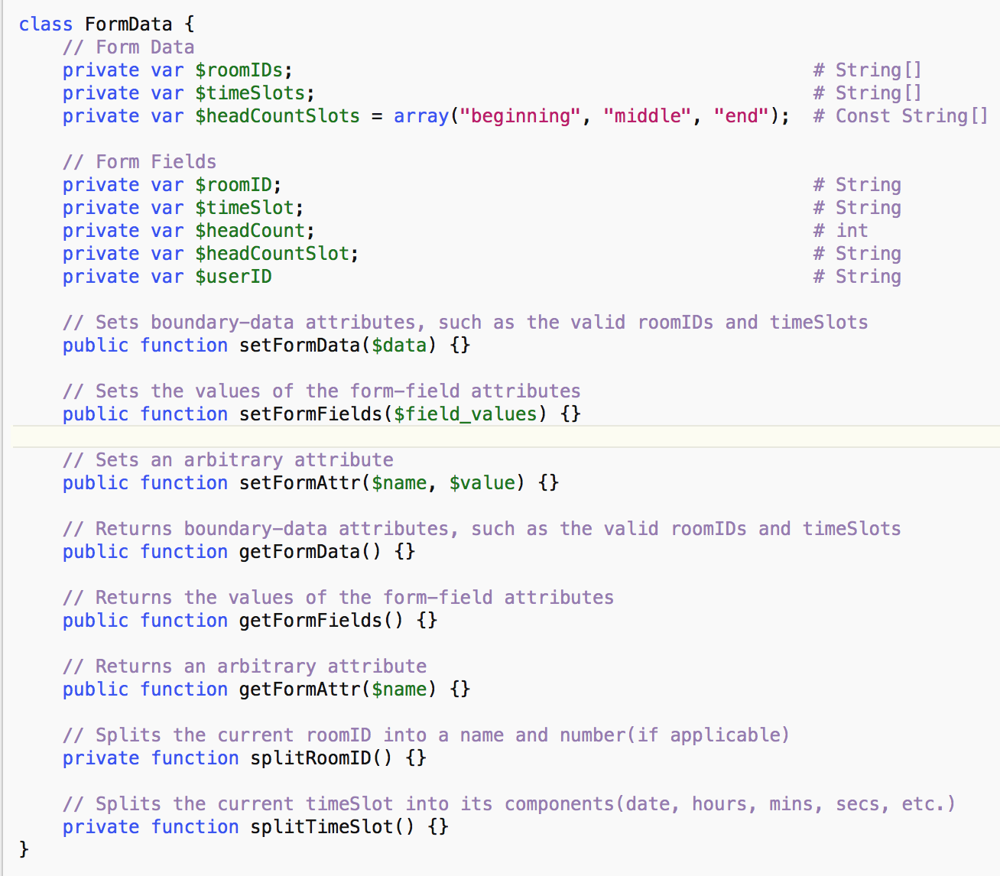 class FormData {
    // Form Data
    private var $roomIDs;                                               # String[]
    private var $timeSlots;                                             # String[]
    private var $headCountSlots = array("beginning", "middle", "end");  # Const String[]

    // Form Fields
    private var $roomID;                                                # String
    private var $timeSlot;                                              # String
    private var $headCount;                                             # int
    private var $headCountSlot;                                         # String
    private var $userID                                                 # String

    // Sets boundary-data attributes, such as the valid roomIDs and timeSlots
    public function setFormData($data) {}

    // Sets the values of the form-field attributes
    public function setFormFields($field_values) {}

    // Sets an arbitrary attribute
    public function setFormAttr($name, $value) {}

    // Returns boundary-data attributes, such as the valid roomIDs and timeSlots
    public function getFormData() {}

    // Returns the values of the form-field attributes
    public function getFormFields() {}

    // Returns an arbitrary attribute
    public function getFormAttr($name) {}

    // Splits the current roomID into a name and number(if applicable)
    private function splitRoomID() {}

    // Splits the current timeSlot into its components(date, hours, mins, secs, etc.)
    private function splitTimeSlot() {}
}